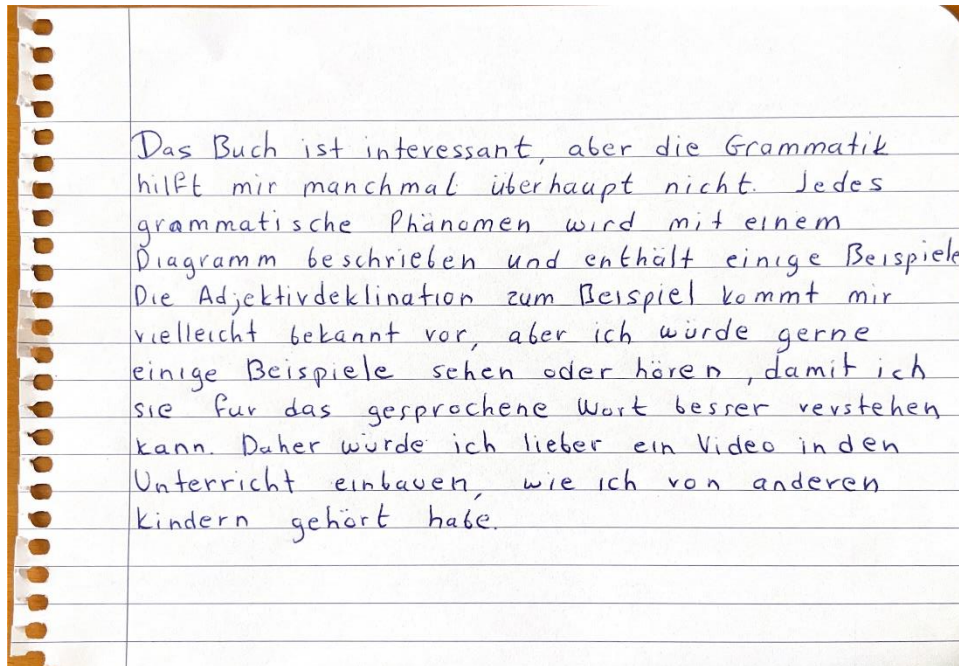 Das Buch ist interessant, aber die Grammatik
hilft mir manchmal überhaupt nicht. Jedes
grammatische Phänomen wird mit einem
Diagramm beschrieben und enthält einige Beispiele
Die Adjektivdeklination zum Beispiel kommt mir
vielleicht bekannt vor, aber ich würde gerne
einige Beispiele sehen oder hören, damit ich
sie für das gesprochene Wort besser verstehen
kann. Daher würde ich lieber ein Video in den
Unterricht einbauen, wie ich von anderen
Kindern gehört habe.